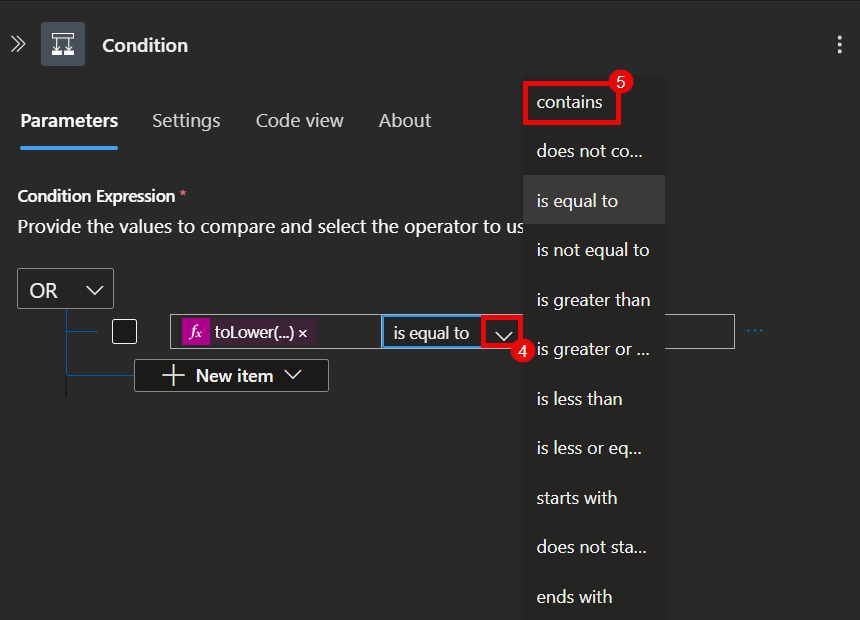 Condition
Parameters Settings Code view About
Condition Expression *
Provide the values to compare and select the operator to us
OR
fx toLower(...) × is equal to
4
New item
5
contains
does not co...
is equal to
is not equal to
is greater than
is greater or ...
is less than
is less or eq...
starts with
does not sta...
ends with